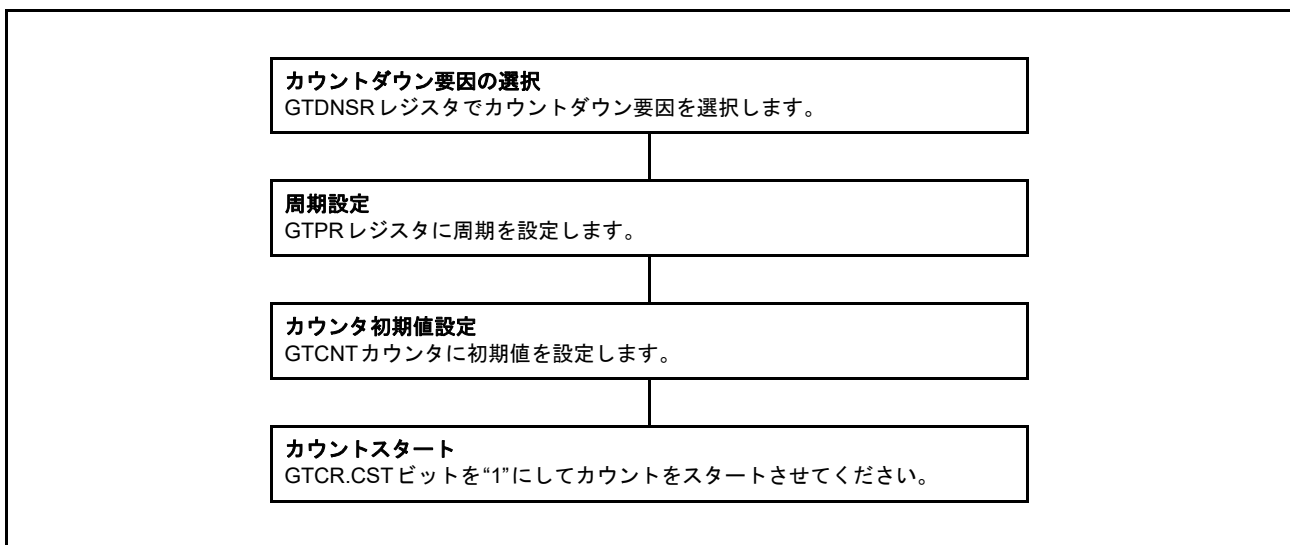 カウントダウン要因の選択
GTDNSRレジスタでカウントダウン要因を選択します。
周期設定
GTPRレジスタに周期を設定します。
カウンタ初期値設定
GTCNTカウンタに初期値を設定します。
カウントスタート
GTCR.CSTビットを“1”にしてカウントをスタートさせてください。